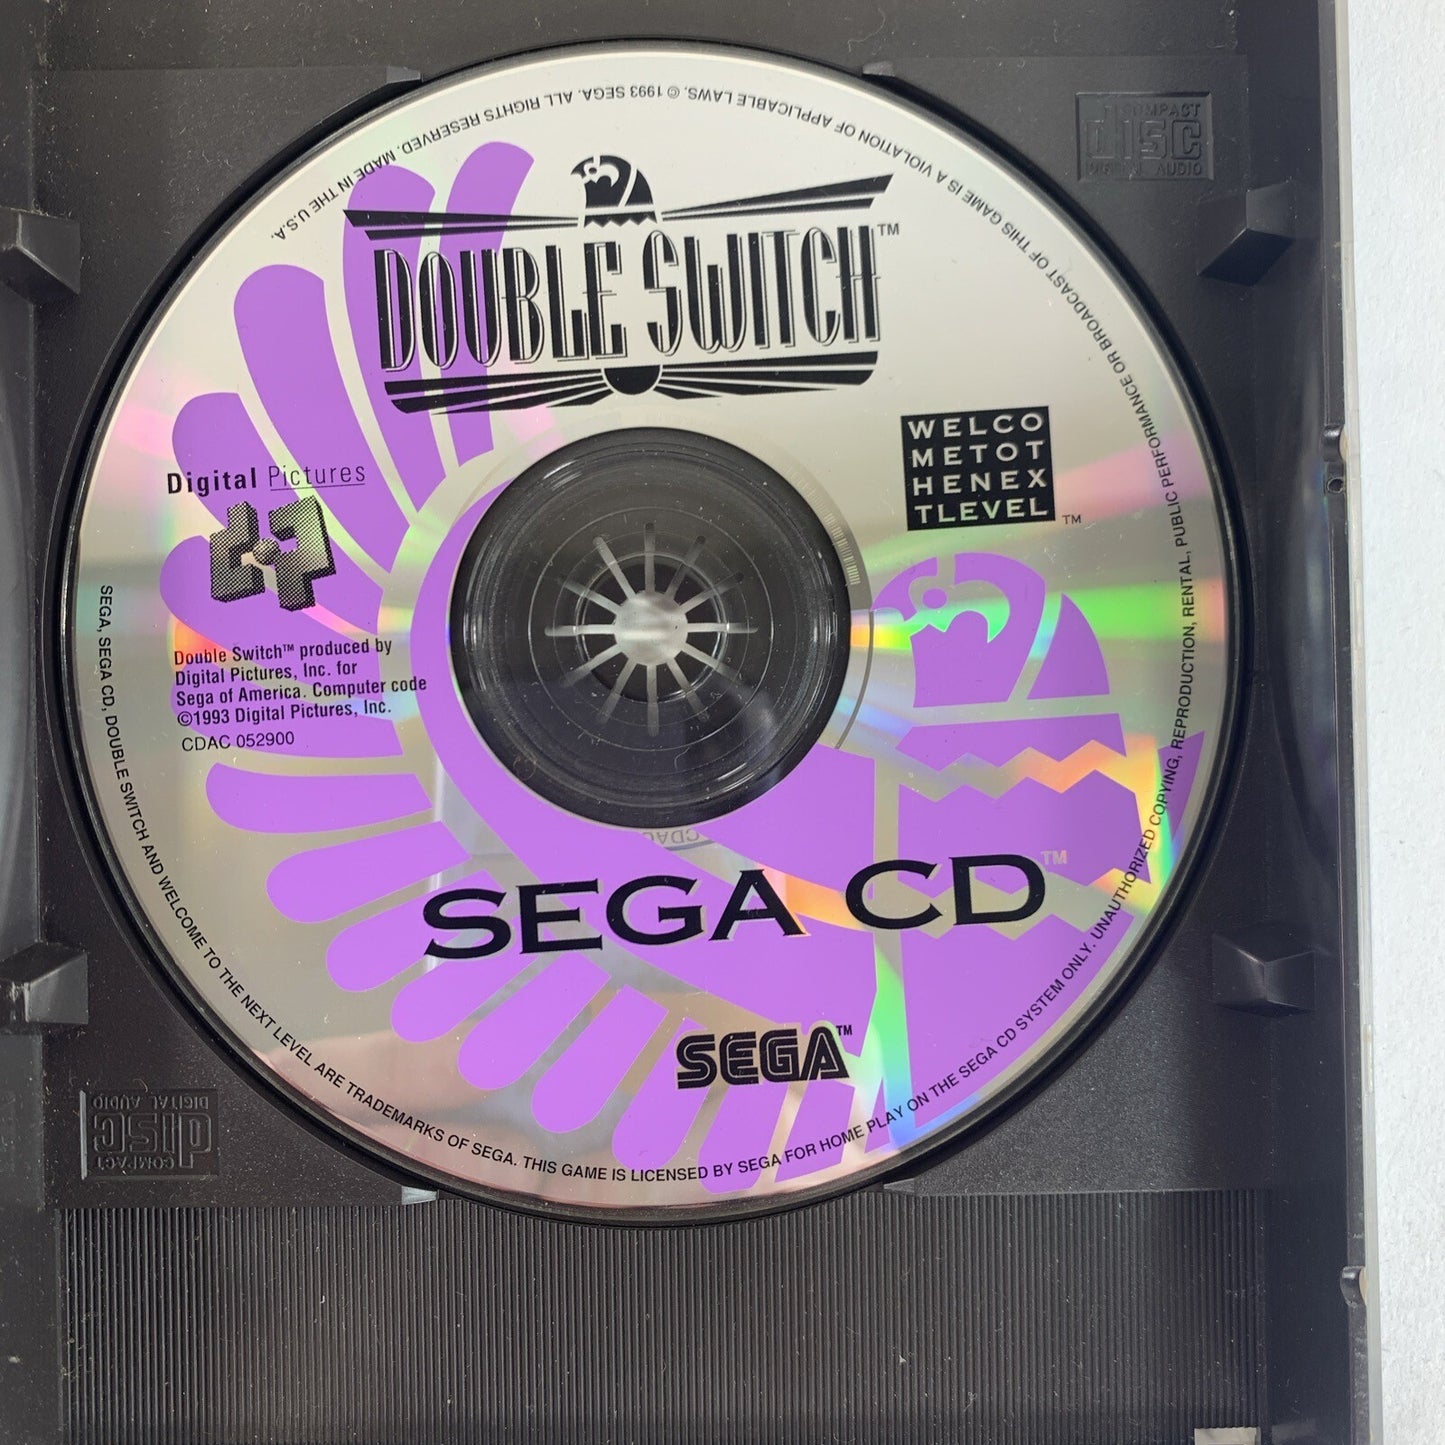 DOUBLE SWITCH™
WELCO
METOT
HENEX
TLEVEL™
Digital Pictures
Double Switch™ produced by
Digital Pictures, Inc. for
Sega of America. Computer code
©1993 Digital Pictures, Inc.
CDAC 052900
SEGA CD™
SEGA™
SEGA, SEGA CD, DOUBLE SWITCH AND WELCOME TO THE NEXT LEVEL ARE TRADEMARKS OF SEGA. THIS GAME IS LICENSED BY SEGA FOR HOME PLAY ON THE SEGA CD SYSTEM ONLY. UNAUTHORIZED COPYING, REPRODUCTION, RENTAL, PUBLIC PERFORMANCE OR BROADCAST OF THIS GAME IS A VIOLATION OF APPLICABLE LAWS. © 1993 SEGA. ALL RIGHTS RESERVED. MADE IN THE U.S.A.
CDAC
COMPACT
disc
DIGITAL AUDIO
COMPACT
disc
DIGITAL AUDIO